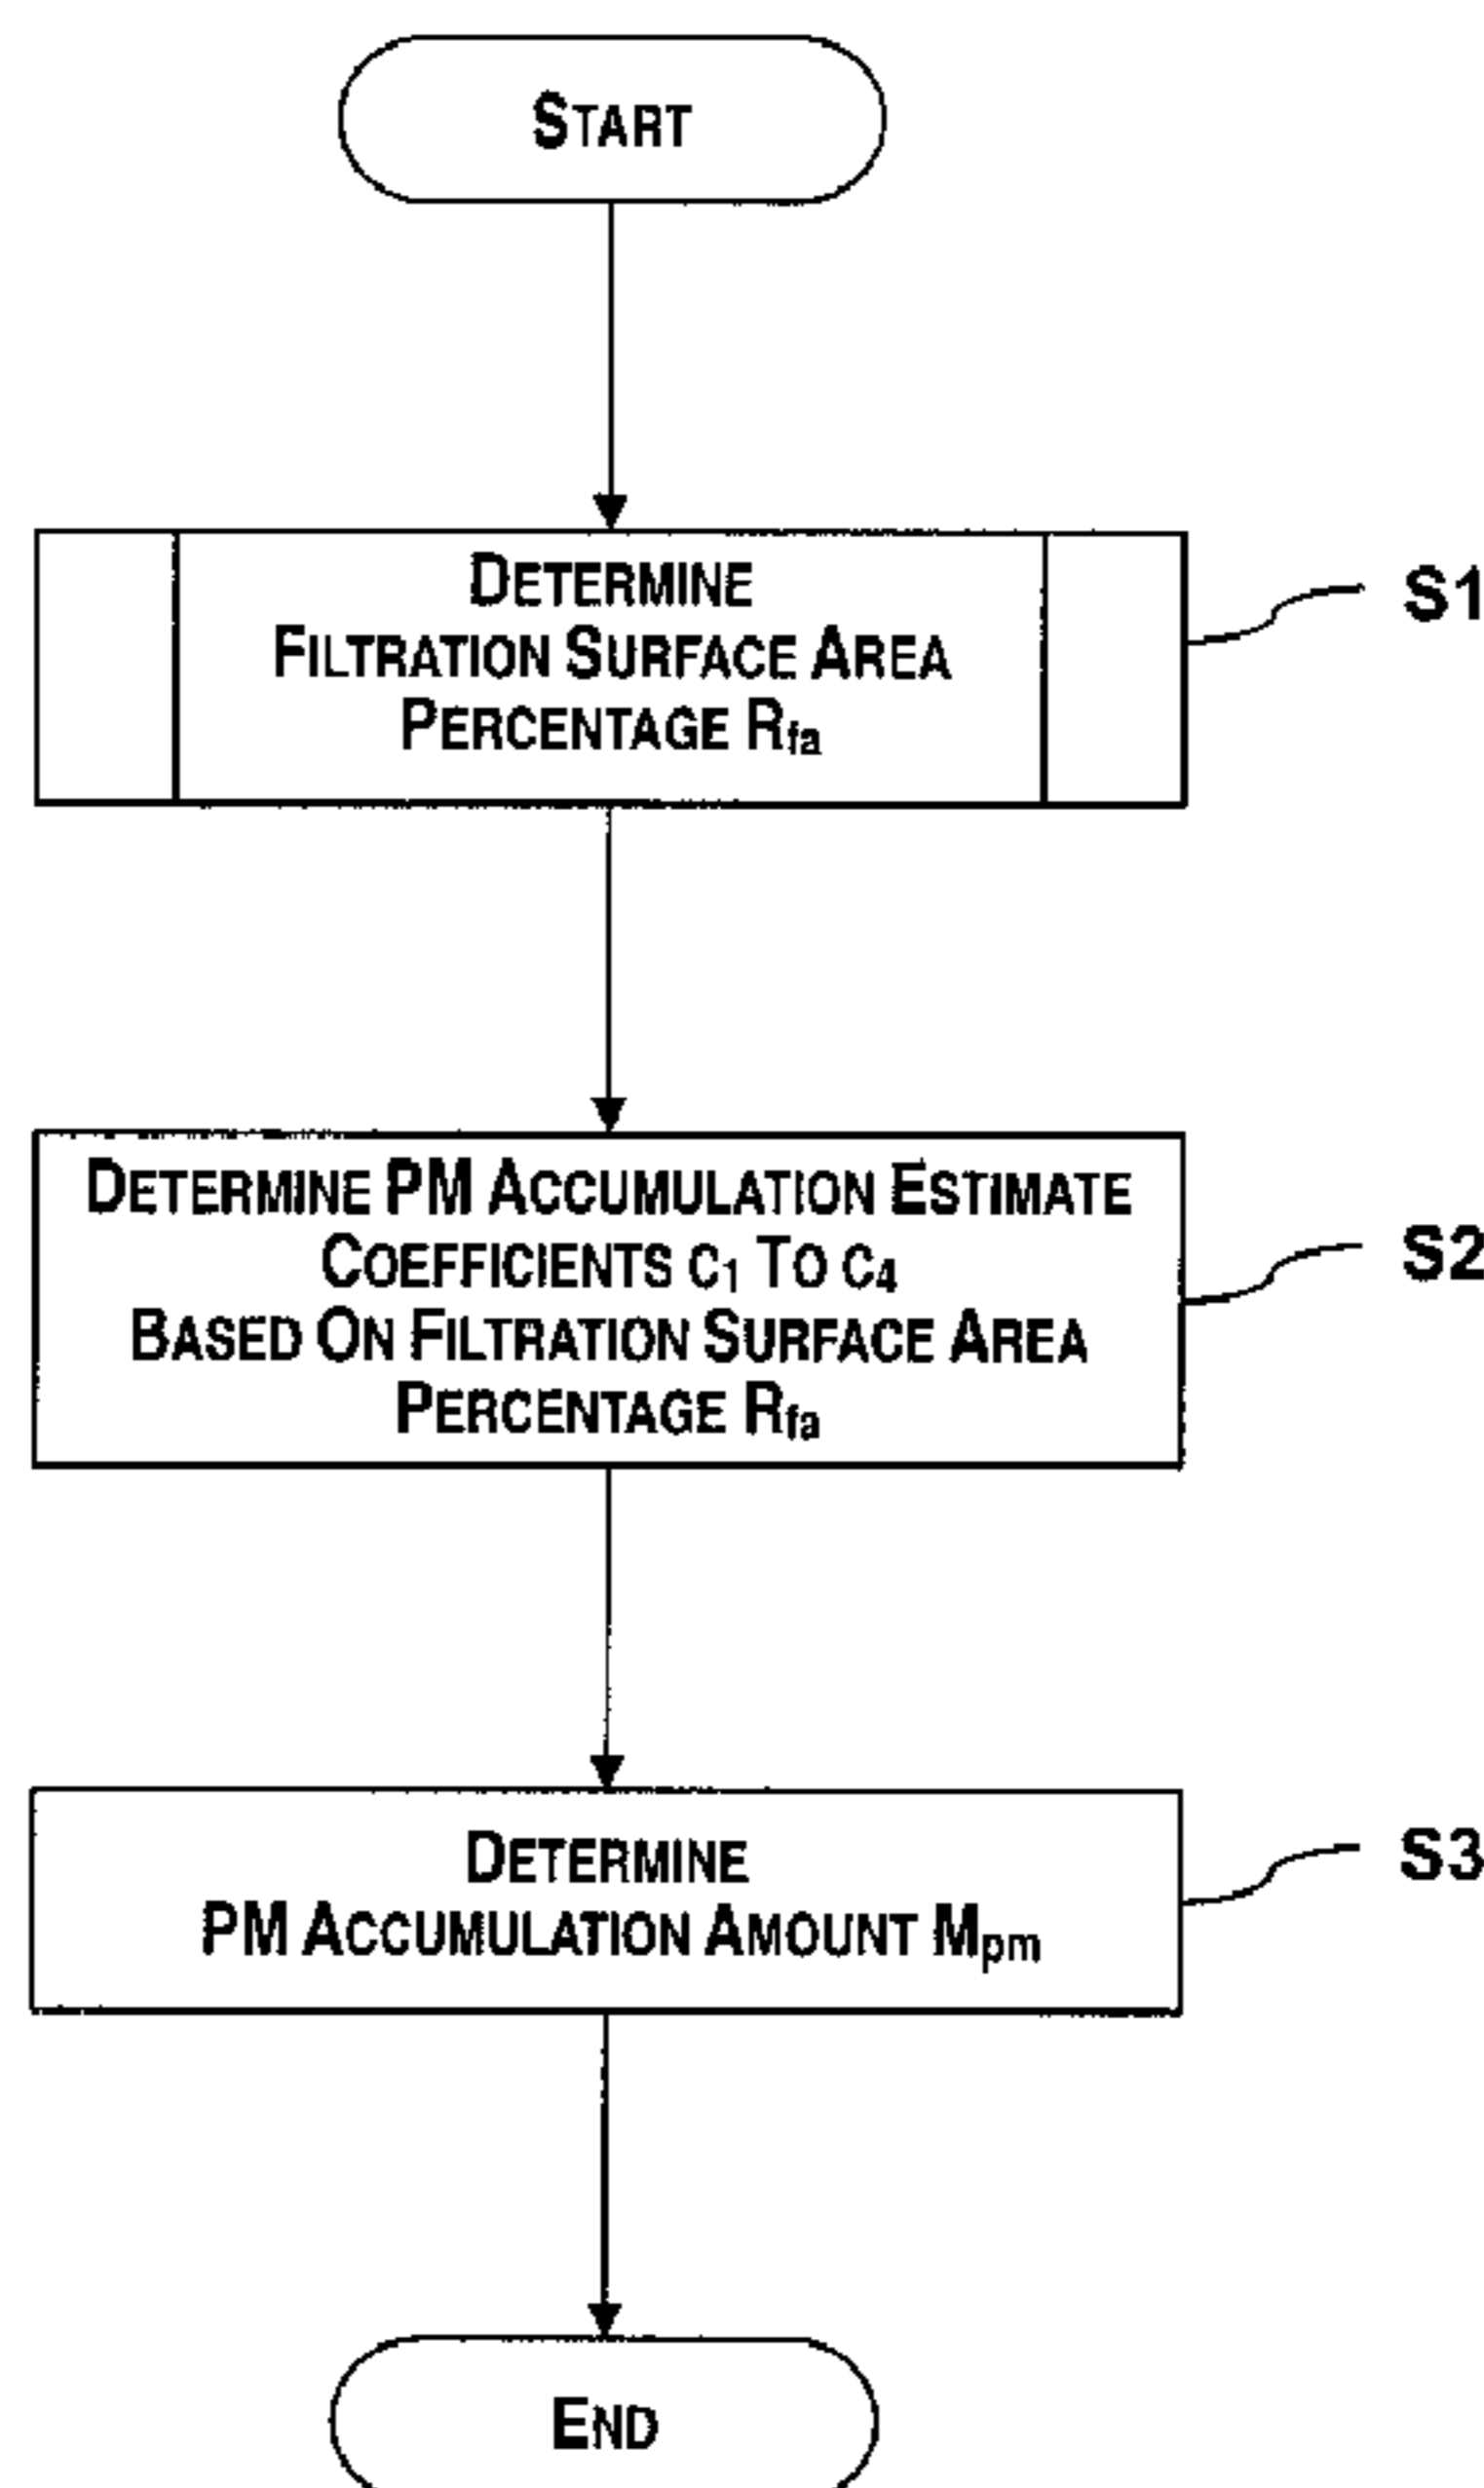 START
DETERMINE
FILTRATION SURFACE AREA
PERCENTAGE Rfa
S1
DETERMINE PM ACCUMULATION ESTIMATE
COEFFICIENTS C1 TO C4
BASED ON FILTRATION SURFACE AREA
PERCENTAGE Rfa
S2
DETERMINE
PM ACCUMULATION AMOUNT Mpm
S3
END